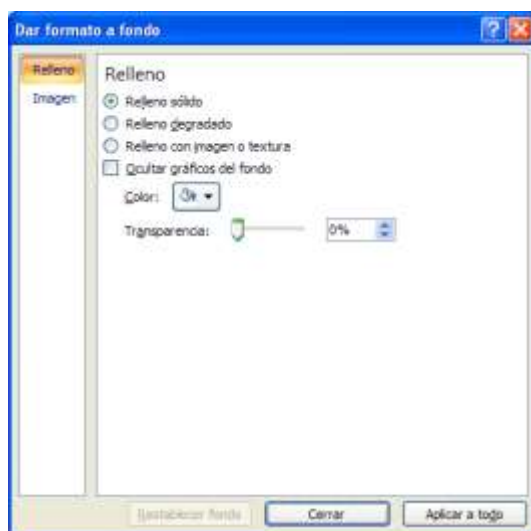 Dar formato a fondo
Relleno
Imagen
Relleno
Relleno sólido
Relleno degradado
Relleno con imagen o textura
Ocultar gráficos del fondo
Color:
Transparencia: 0%
Restablecer fondo Cerrar Aplicar a todo